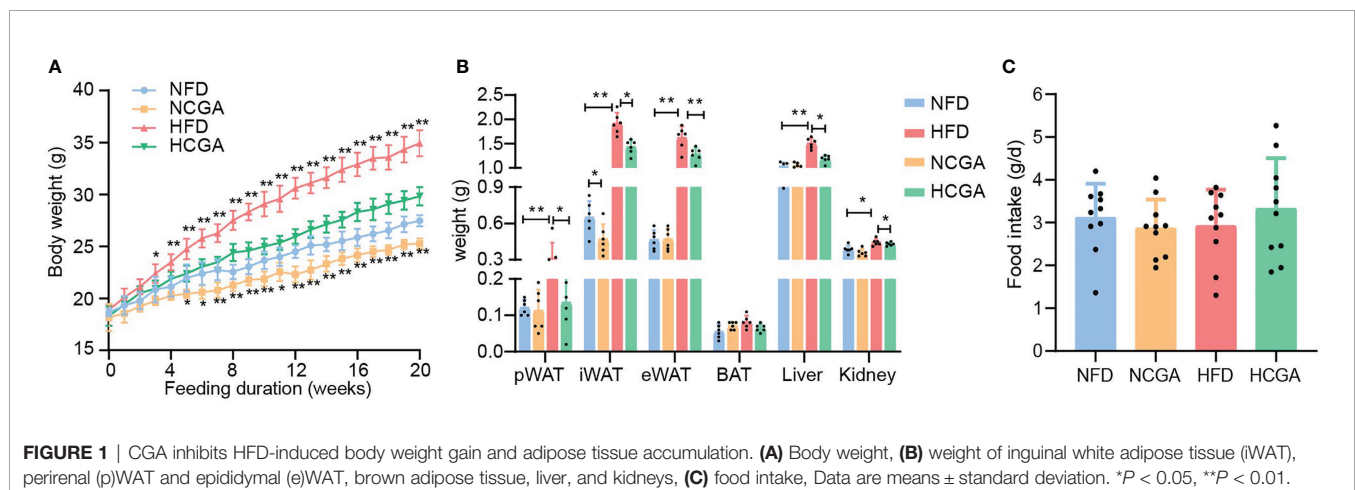 A
NFD
NCGA
HFD
HCGA
Body weight (g)
40
35
30
25
20
15
* ** ** ** ** ** ** ** ** ** ** ** ** ** ** ** ** **
* * ** ** ** ** * ** ** ** ** ** ** ** ** **
0 4 8 12 16 20
Feeding duration (weeks)
B
weight (g)
2.5
2.0
1.5
1.0
0.9
0.6
0.3
0.2
0.1
0.0
** *
** *
*
** **
** *
* *
pWAT iWAT eWAT BAT Liver Kidney
NFD
HFD
NCGA
HCGA
C
Food intake (g/d)
6
5
4
3
2
1
0
NFD NCGA HFD HCGA
FIGURE 1 | CGA inhibits HFD-induced body weight gain and adipose tissue accumulation. (A) Body weight, (B) weight of inguinal white adipose tissue (iWAT),
perirenal (p)WAT and epididymal (e)WAT, brown adipose tissue, liver, and kidneys, (C) food intake, Data are means ± standard deviation. *P < 0.05, **P < 0.01.